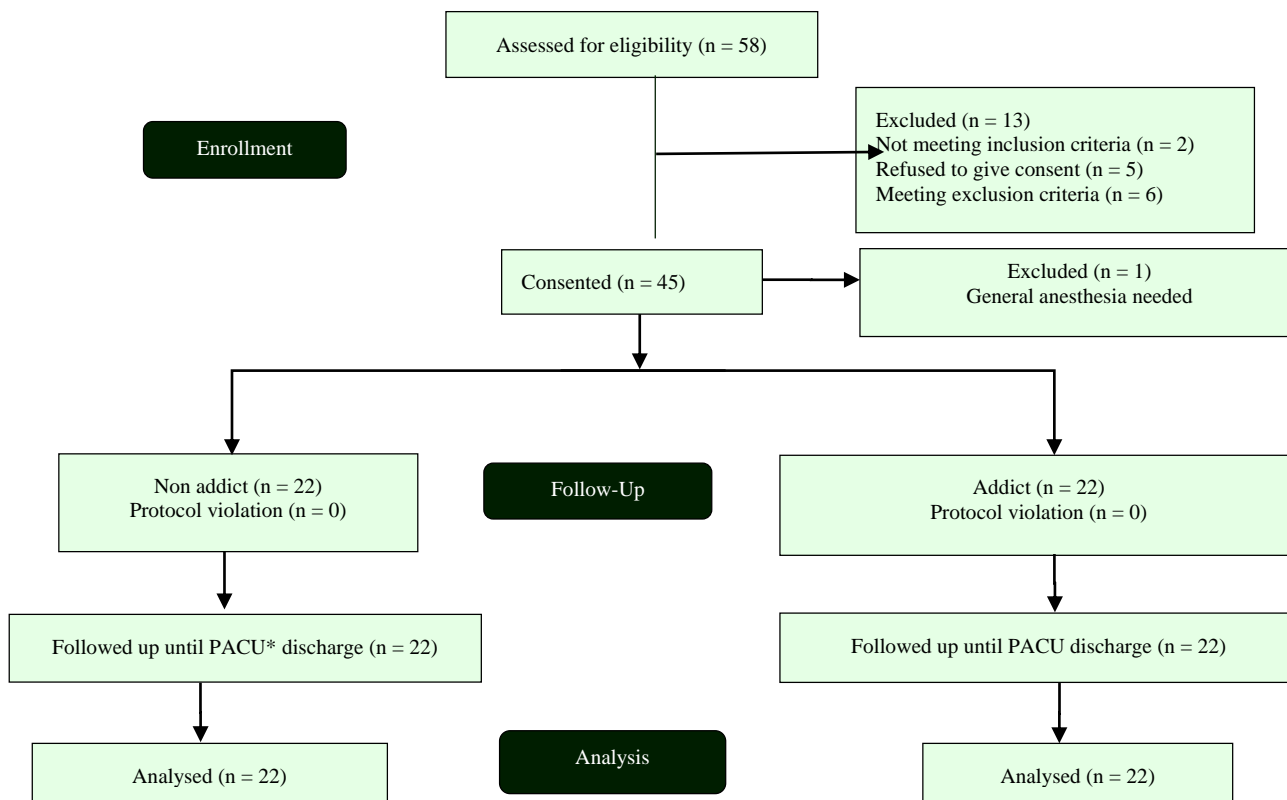 Assessed for eligibility (n = 58)
Enrollment
Excluded (n = 13)
Not meeting inclusion criteria (n = 2)
Refused to give consent (n = 5)
Meeting exclusion criteria (n = 6)
Consented (n = 45)
Excluded (n = 1)
General anesthesia needed
Non addict (n = 22)
Protocol violation (n = 0)
Follow-Up
Addict (n = 22)
Protocol violation (n = 0)
Followed up until PACU* discharge (n = 22)
Followed up until PACU discharge (n = 22)
Analysis
Analysed (n = 22)
Analysed (n = 22)